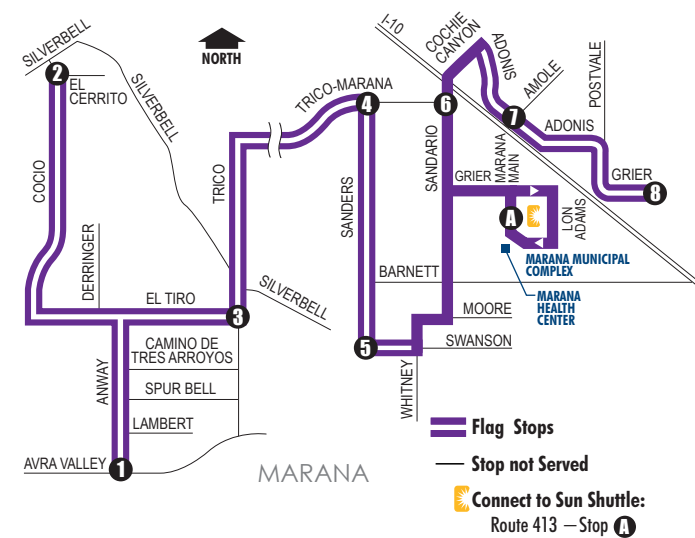 SILVERBELL
2
EL
CERRITO
SILVERBELL
NORTH
I-10
COCHIE
CANYON
ADONIS
AMOLE
POSTVALE
TRICO-MARANA
4
6
7
ADONIS
COCIO
TRICO
SANDERS
SANDARIO
GRIER
MARANA
MAIN
GRIER
8
A
LON
ADAMS
DERRINGER
MARANA MUNICIPAL
COMPLEX
BARNETT
EL TIRO
SILVERBELL
MARANA
HEALTH
CENTER
3
MOORE
CAMINO DE
TRES ARROYOS
5
SWANSON
ANWAY
SPUR BELL
WHITNEY
LAMBERT
AVRA VALLEY
1
MARANA
Flag Stops
Stop not Served
Connect to Sun Shuttle:
Route 413 – Stop A